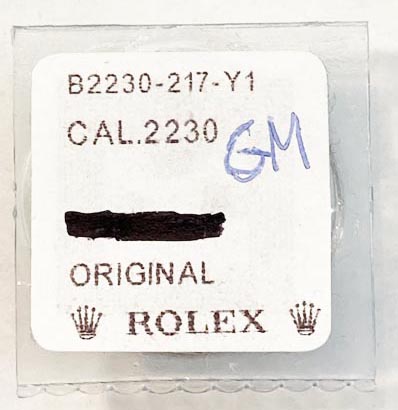 B2230-217-Y1
CAL.2230
GM
ORIGINAL
ROLEX